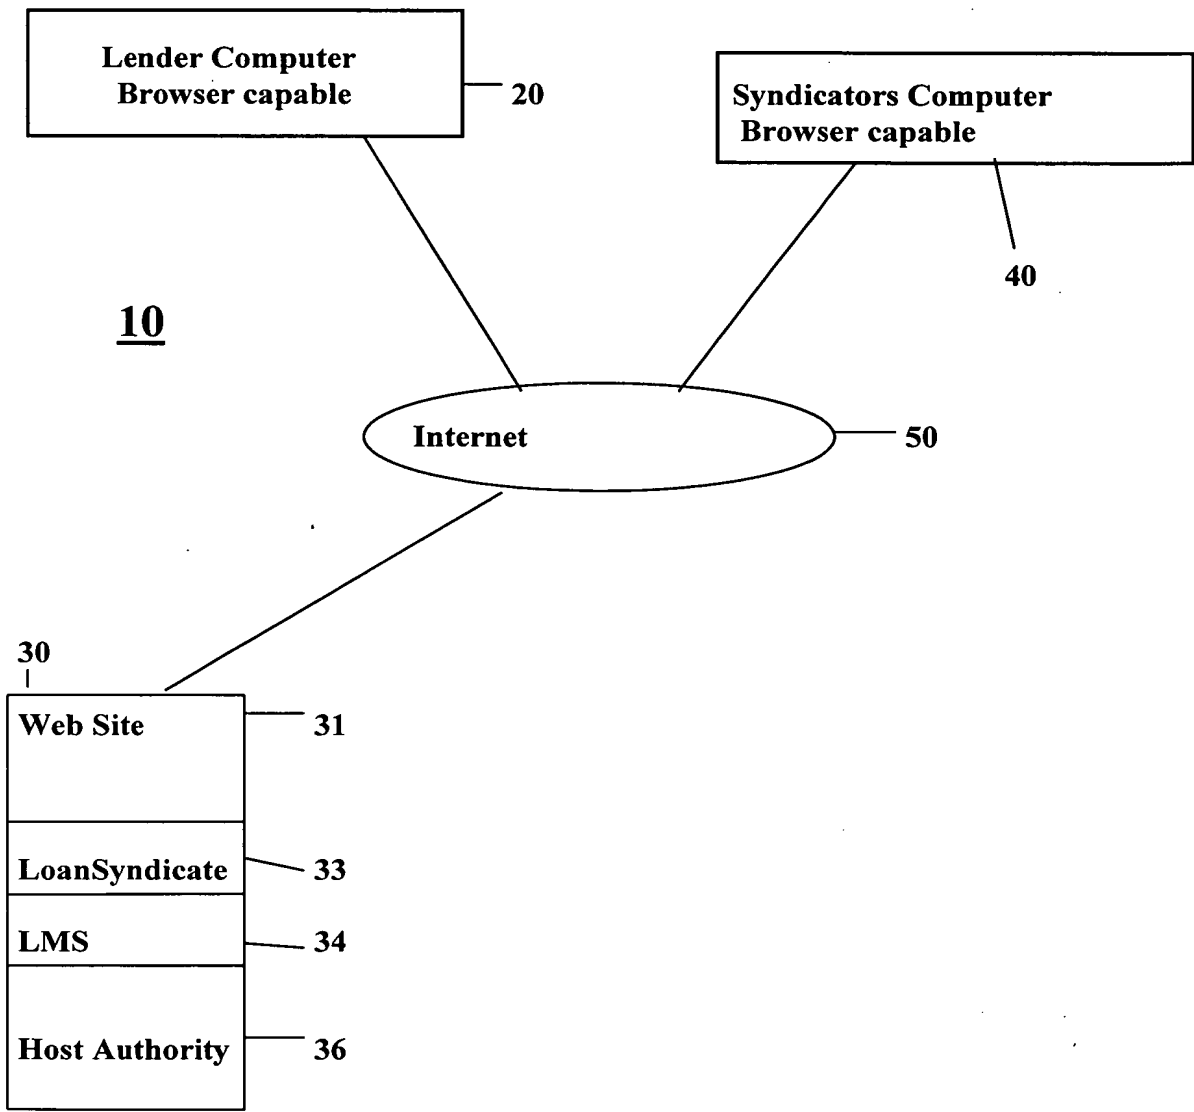 Lender Computer
Browser capable
20
Syndicators Computer
Browser capable
40
10
Internet
50
30
Web Site
31
LoanSyndicate
33
LMS
34
Host Authority
36